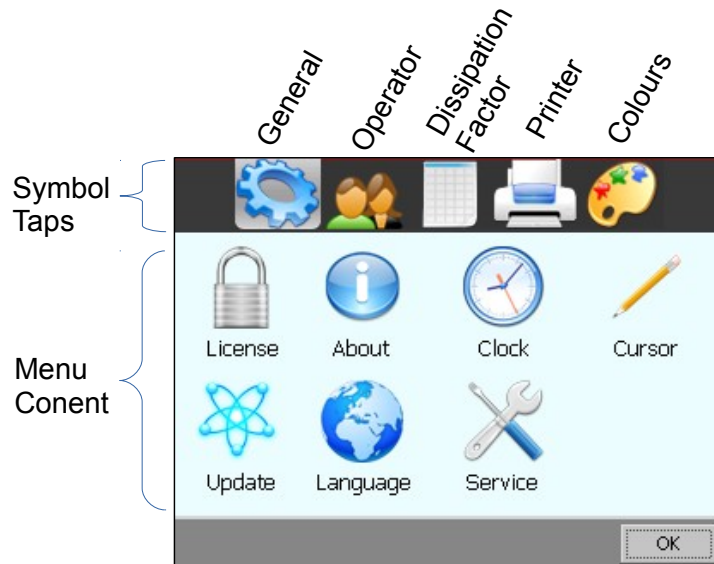 General
Operator
Dissipation
Factor
Printer
Colours
Symbol
Taps
License
About
Clock
Cursor
Menu
Conent
Update
Language
Service
OK